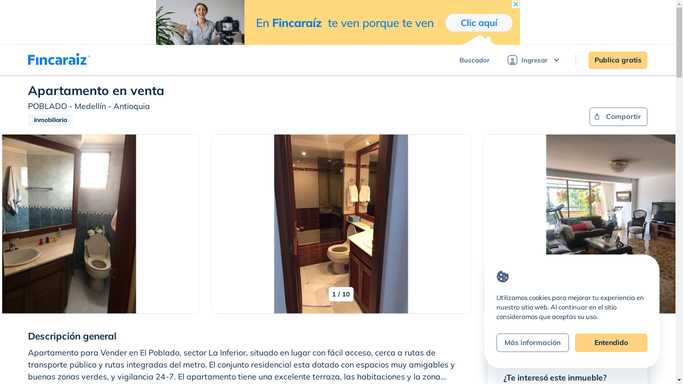 En Fincaraíz te ven porque te ven
Clic aquí
Fincaraíz
Buscador
Ingresar
Publica gratis
Apartamento en venta
POBLADO - Medellín - Antioquia
Inmobiliaria
Compartir
1 / 10
Utilizamos cookies para mejorar tu experiencia en
nuestro sitio web. Al continuar en el sitio
consideramos que aceptas su uso.
Más información
Entendido
Descripción general
Apartamento para Vender en El Poblado, sector La Inferior, situado en lugar con fácil acceso, cerca a rutas de
transporte público y rutas integradas del metro. El conjunto residencial esta dotado con espacios muy amigables y
buenas zonas verdes, y vigilancia 24-7. El apartamento tiene una excelente terraza, las habitaciones y la zona...
¿Te interesó este inmueble?